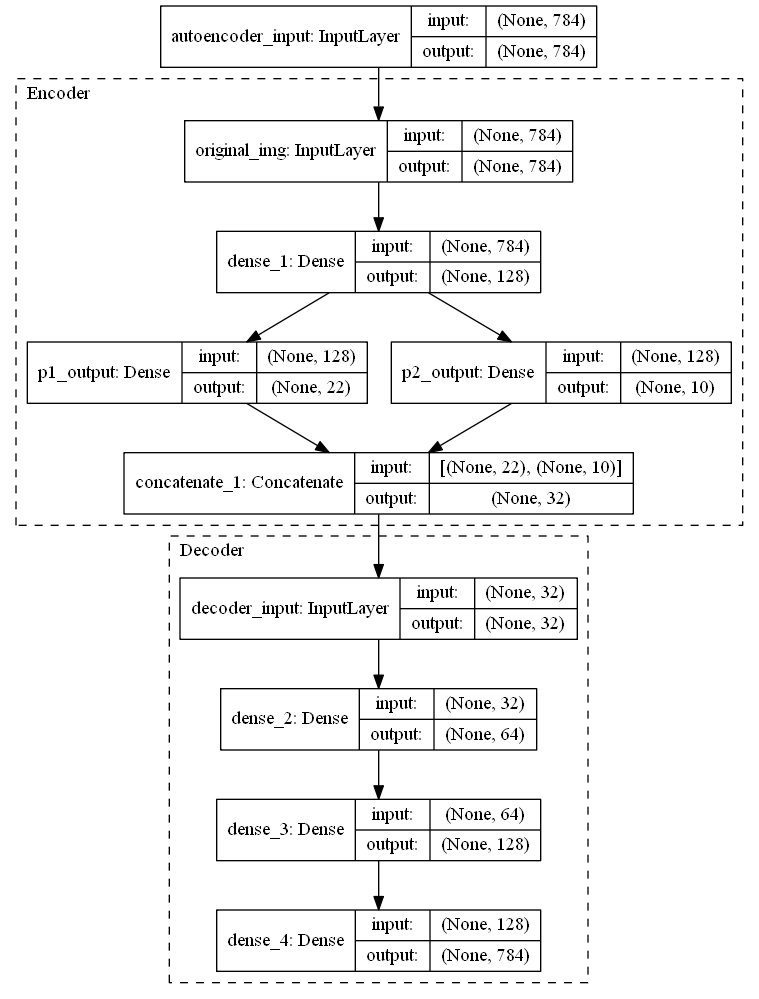 autoencoder_input: InputLayer
input: (None, 784)
output: (None, 784)
Encoder
original_img: InputLayer
input: (None, 784)
output: (None, 784)
dense_1: Dense
input: (None, 784)
output: (None, 128)
p1_output: Dense
input: (None, 128)
output: (None, 22)
p2_output: Dense
input: (None, 128)
output: (None, 10)
concatenate_1: Concatenate
input: [(None, 22), (None, 10)]
output: (None, 32)
Decoder
decoder_input: InputLayer
input: (None, 32)
output: (None, 32)
dense_2: Dense
input: (None, 32)
output: (None, 64)
dense_3: Dense
input: (None, 64)
output: (None, 128)
dense_4: Dense
input: (None, 128)
output: (None, 784)